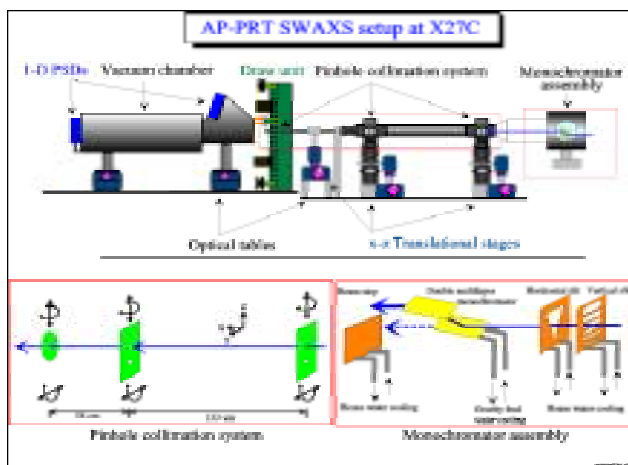 AP-PRT SWAXS setup at X27C
1-D PSDs
Vacuum chamber
Draw unit
Pinhole collimation system
Monochromator
assembly
Optical tables
x-z Translational stages
Beam stop
Double multilayer
monochromator
Horizontal slit
Vertical slit
House water cooling
Gravity feed
water cooling
House water cooling
Pinhole collimation system
Monochromator assembly